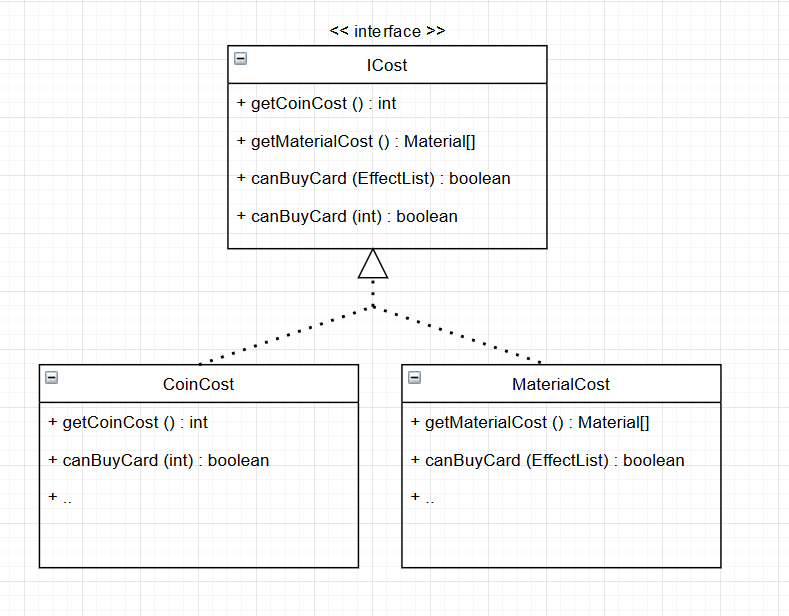 << interface >>
ICost
+ getCoinCost () : int
+ getMaterialCost () : Material[]
+ canBuyCard (EffectList) : boolean
+ canBuyCard (int) : boolean
CoinCost
+ getCoinCost () : int
+ canBuyCard (int) : boolean
+ ..
MaterialCost
+ getMaterialCost () : Material[]
+ canBuyCard (EffectList) : boolean
+ ..